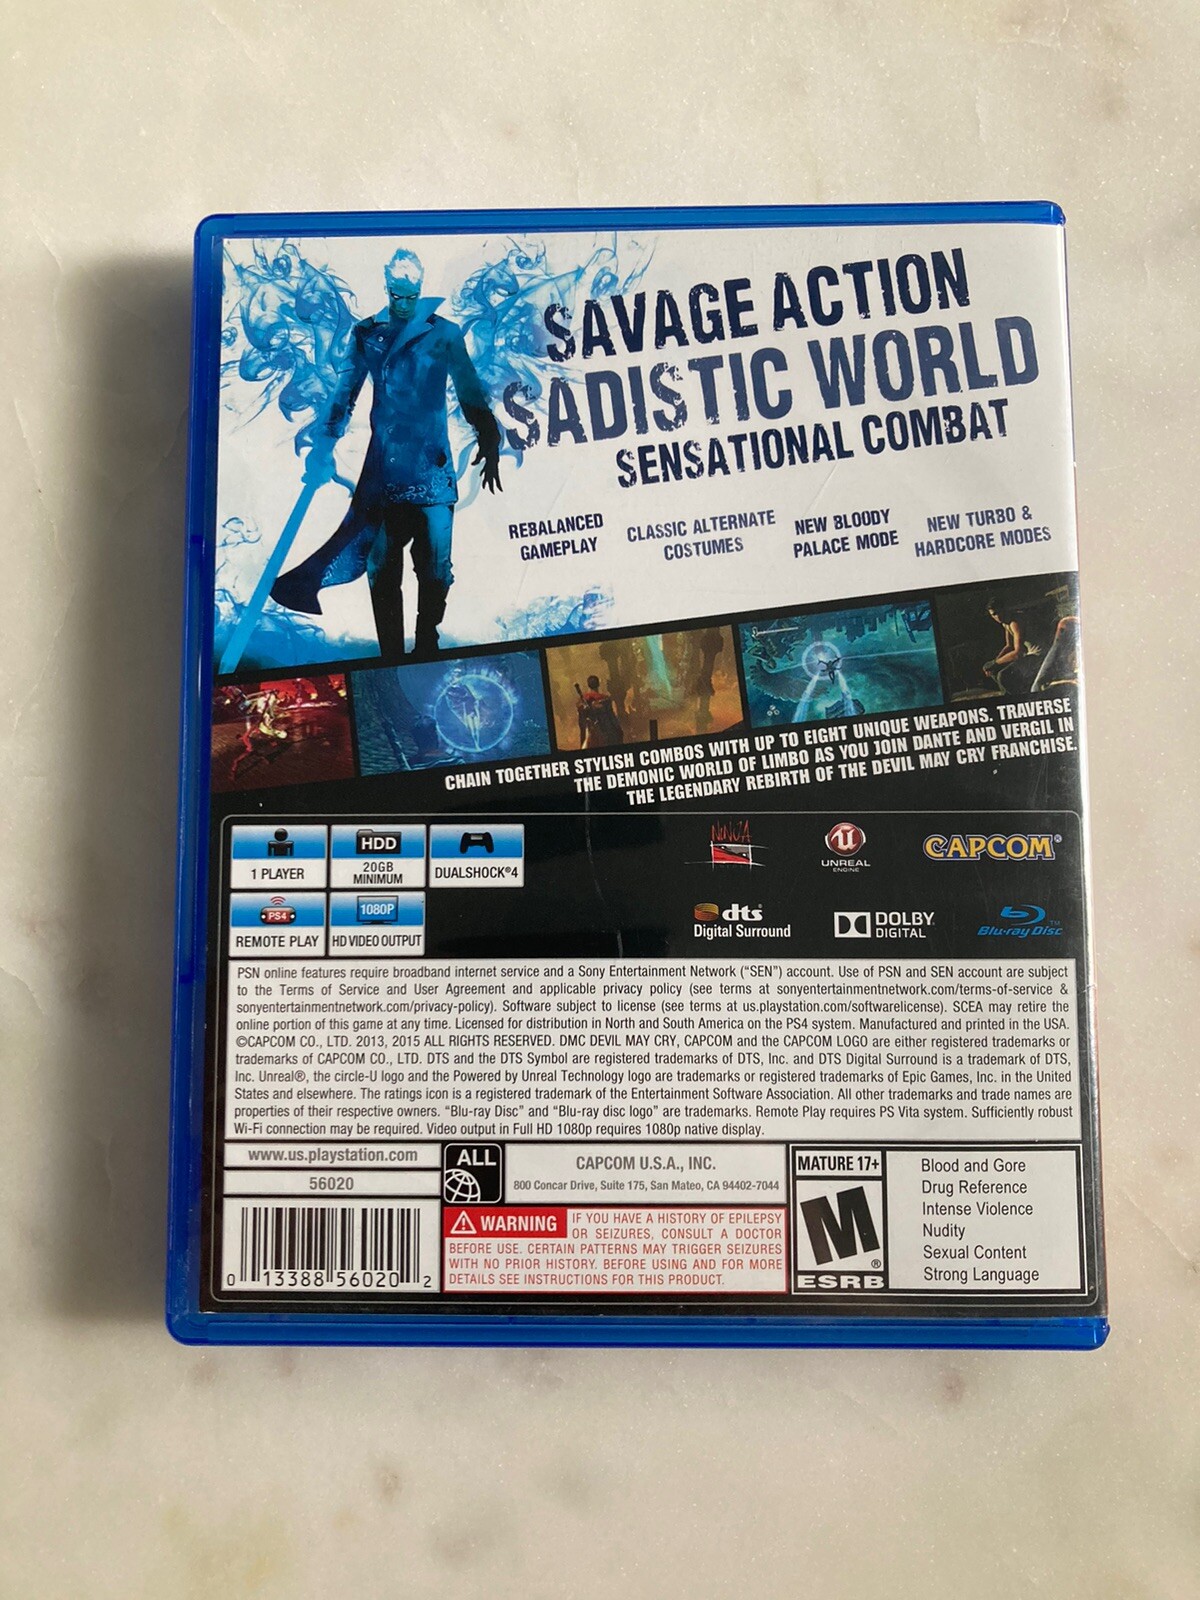 SAVAGE ACTION
SADISTIC WORLD
SENSATIONAL COMBAT
REBALANCED
GAMEPLAY
CLASSIC ALTERNATE
COSTUMES
NEW BLOODY
PALACE MODE
NEW TURBO &
HARDCORE MODES
CHAIN TOGETHER STYLISH COMBOS WITH UP TO EIGHT UNIQUE WEAPONS. TRAVERSE
THE DEMONIC WORLD OF LIMBO AS YOU JOIN DANTE AND VERGIL IN
THE LEGENDARY REBIRTH OF THE DEVIL MAY CRY FRANCHISE.
1 PLAYER
HDD
20GB
MINIMUM
DUALSHOCK®4
PS4
REMOTE PLAY
1080P
HD VIDEO OUTPUT
NINJA
UNREAL
ENGINE
CAPCOM®
dts
Digital Surround
DOLBY
DIGITAL
Blu-ray Disc™
PSN online features require broadband internet service and a Sony Entertainment Network (“SEN”) account. Use of PSN and SEN account are subject
to the Terms of Service and User Agreement and applicable privacy policy (see terms at sonyentertainmentnetwork.com/terms-of-service &
sonyentertainmentnetwork.com/privacy-policy). Software subject to license (see terms at us.playstation.com/softwarelicense). SCEA may retire the
online portion of this game at any time. Licensed for distribution in North and South America on the PS4 system. Manufactured and printed in the USA.
©CAPCOM CO., LTD. 2013, 2015 ALL RIGHTS RESERVED. DMC DEVIL MAY CRY, CAPCOM and the CAPCOM LOGO are either registered trademarks or
trademarks of CAPCOM CO., LTD. DTS and the DTS Symbol are registered trademarks of DTS, Inc. and DTS Digital Surround is a trademark of DTS,
Inc. Unreal®, the circle-U logo and the Powered by Unreal Technology logo are trademarks or registered trademarks of Epic Games, Inc. in the United
States and elsewhere. The ratings icon is a registered trademark of the Entertainment Software Association. All other trademarks and trade names are
properties of their respective owners. “Blu-ray Disc” and “Blu-ray disc logo” are trademarks. Remote Play requires PS Vita system. Sufficiently robust
Wi-Fi connection may be required. Video output in Full HD 1080p requires 1080p native display.
www.us.playstation.com
56020
0 13388 56020 2
ALL
CAPCOM U.S.A., INC.
800 Concar Drive, Suite 175, San Mateo, CA 94402-7044
WARNING IF YOU HAVE A HISTORY OF EPILEPSY
OR SEIZURES, CONSULT A DOCTOR
BEFORE USE. CERTAIN PATTERNS MAY TRIGGER SEIZURES
WITH NO PRIOR HISTORY. BEFORE USING AND FOR MORE
DETAILS SEE INSTRUCTIONS FOR THIS PRODUCT.
MATURE 17+
M®
ESRB
Blood and Gore
Drug Reference
Intense Violence
Nudity
Sexual Content
Strong Language